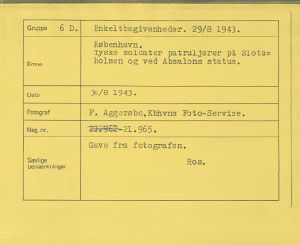 Gruppe 6 D. Enkeltbegivenheder. 29/8 1943.
København.
Tyske soldater patruljerer på Slots=
Emne holmen og ved Absalons statue.
Dato 30/8 1943.
Fotograf P. Aggersbo, Kbhvns Foto-Service.
Neg. nr. 21.962-21.965.
Gave fra fotografen.
Særlige bemærkninger Ros.